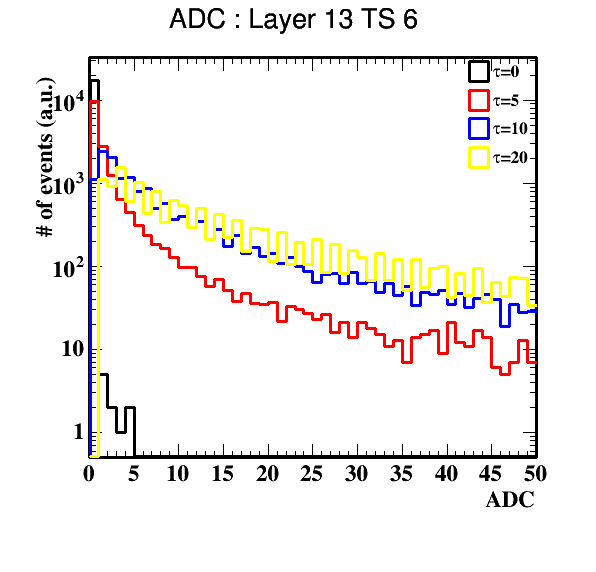 ADC : Layer 13 TS 6
# of events (a.u.)
10⁴
10³
10²
10
1
τ=0
τ=5
τ=10
τ=20
0 5 10 15 20 25 30 35 40 45 50
ADC